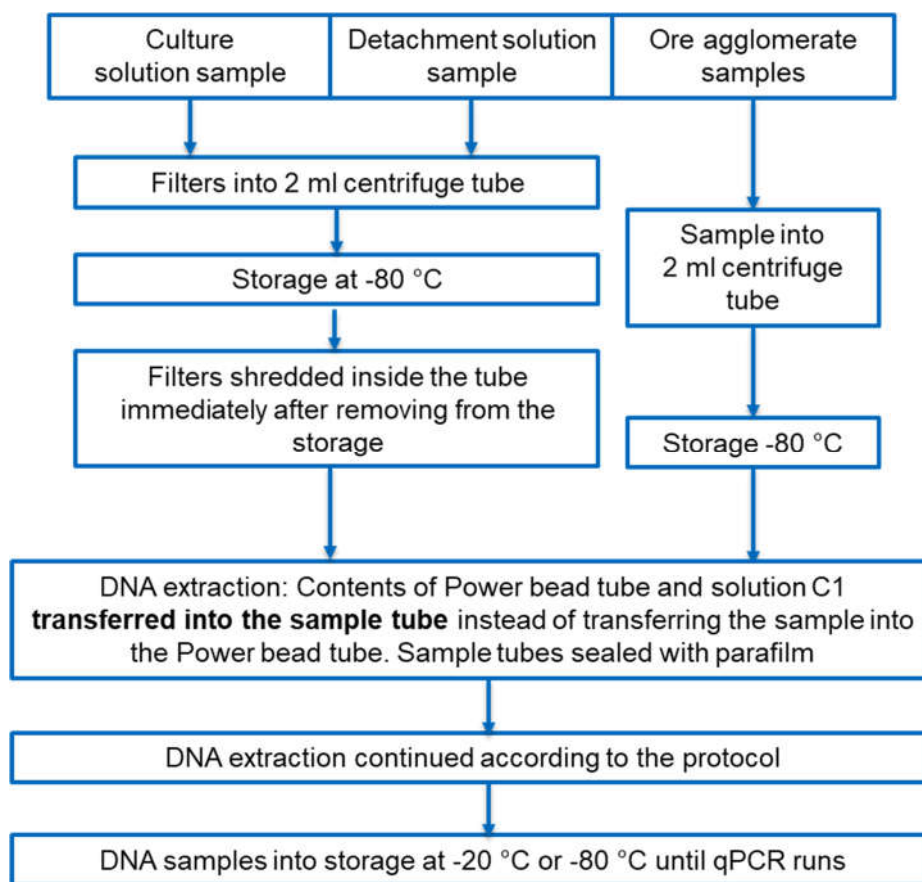 Culture
solution sample
Detachment solution
sample
Ore agglomerate
samples
Filters into 2 ml centrifuge tube
Storage at -80 °C
Filters shredded inside the tube
immediately after removing from the
storage
Sample into
2 ml centrifuge
tube
Storage -80 °C
DNA extraction: Contents of Power bead tube and solution C1
transferred into the sample tube instead of transferring the sample into
the Power bead tube. Sample tubes sealed with parafilm
DNA extraction continued according to the protocol
DNA samples into storage at -20 °C or -80 °C until qPCR runs